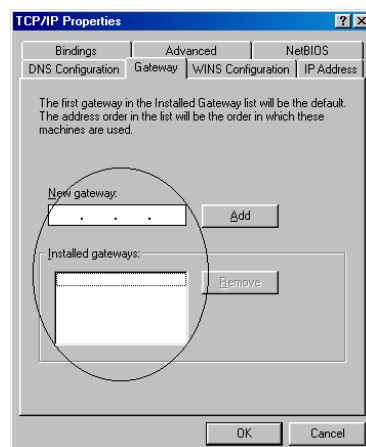 TCP/IP Properties
Bindings Advanced NetBIOS
DNS Configuration Gateway WINS Configuration IP Address
The first gateway in the Installed Gateway list will be the default.
The address order in the list will be the order in which these
machines are used.
New gateway:
. . . Add
Installed gateways:
Remove
OK Cancel